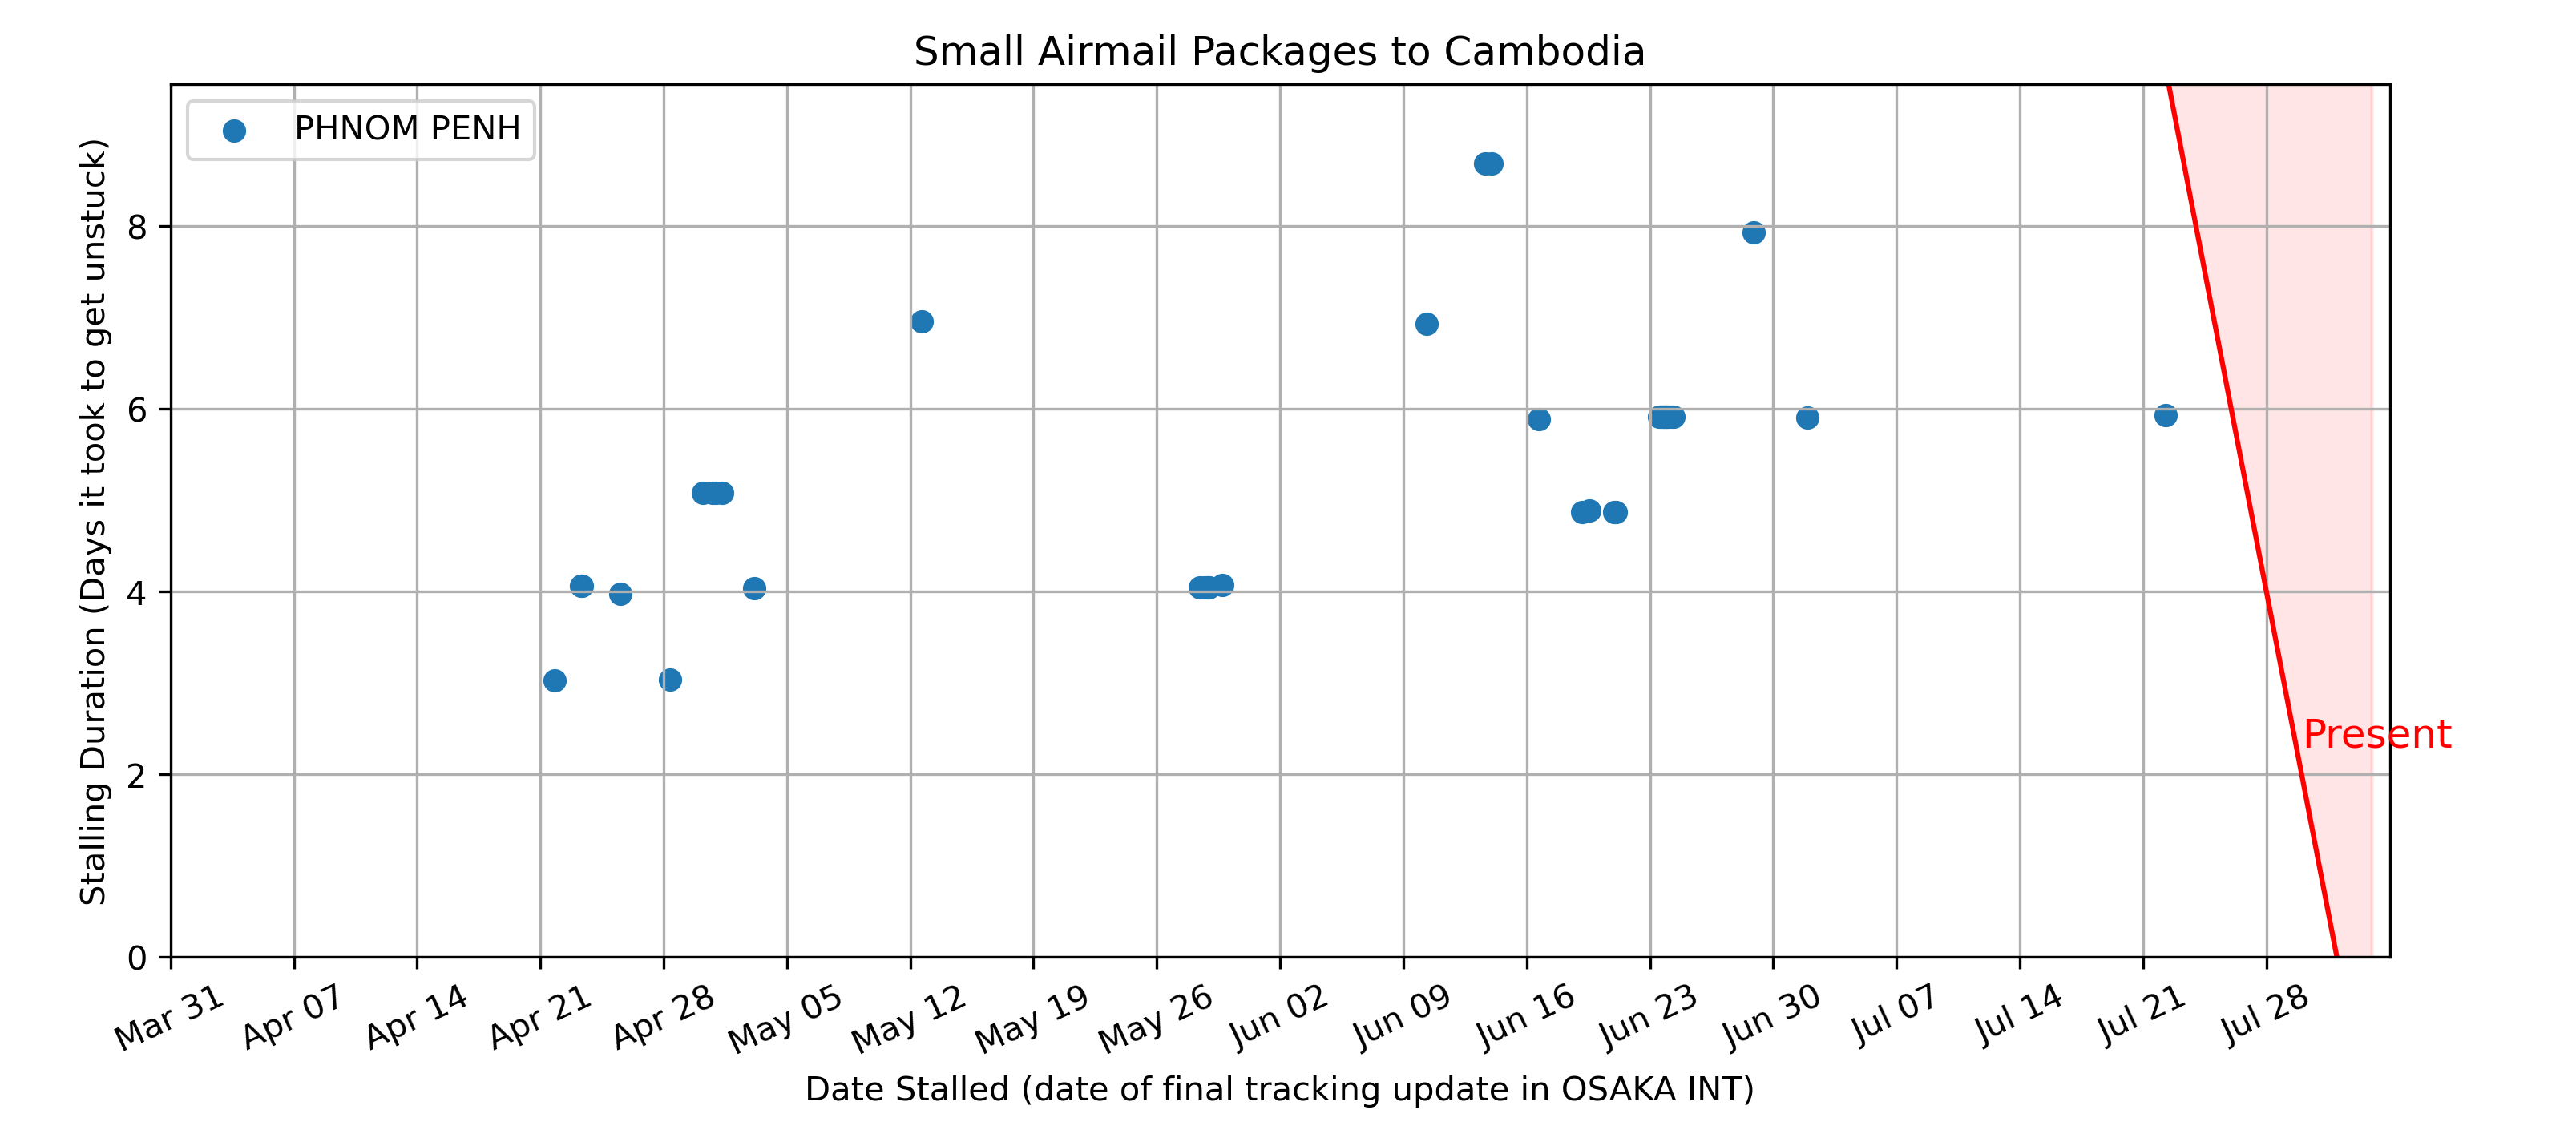 Small Airmail Packages to Cambodia
PHNOM PENH
Stalling Duration (Days it took to get unstuck)
8
6
4
2
0
Present
Mar 31
Apr 07
Apr 14
Apr 21
Apr 28
May 05
May 12
May 19
May 26
Jun 02
Jun 09
Jun 16
Jun 23
Jun 30
Jul 07
Jul 14
Jul 21
Jul 28
Date Stalled (date of final tracking update in OSAKA INT)